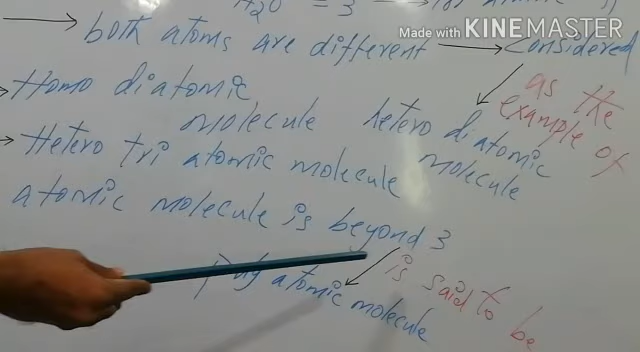 H2O = 3
Made with KINEMASTER
→ both atoms are different → Considered
as the
example of
→ Homo diatomic
molecule
hetero diatomic
molecule
→ Hetero tri atomic molecule
atomic molecule is beyond 3
is said to be
atomic molecule